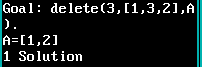 Goal: delete(3,[1,3,2],A
).
A=[1,2]
1 Solution